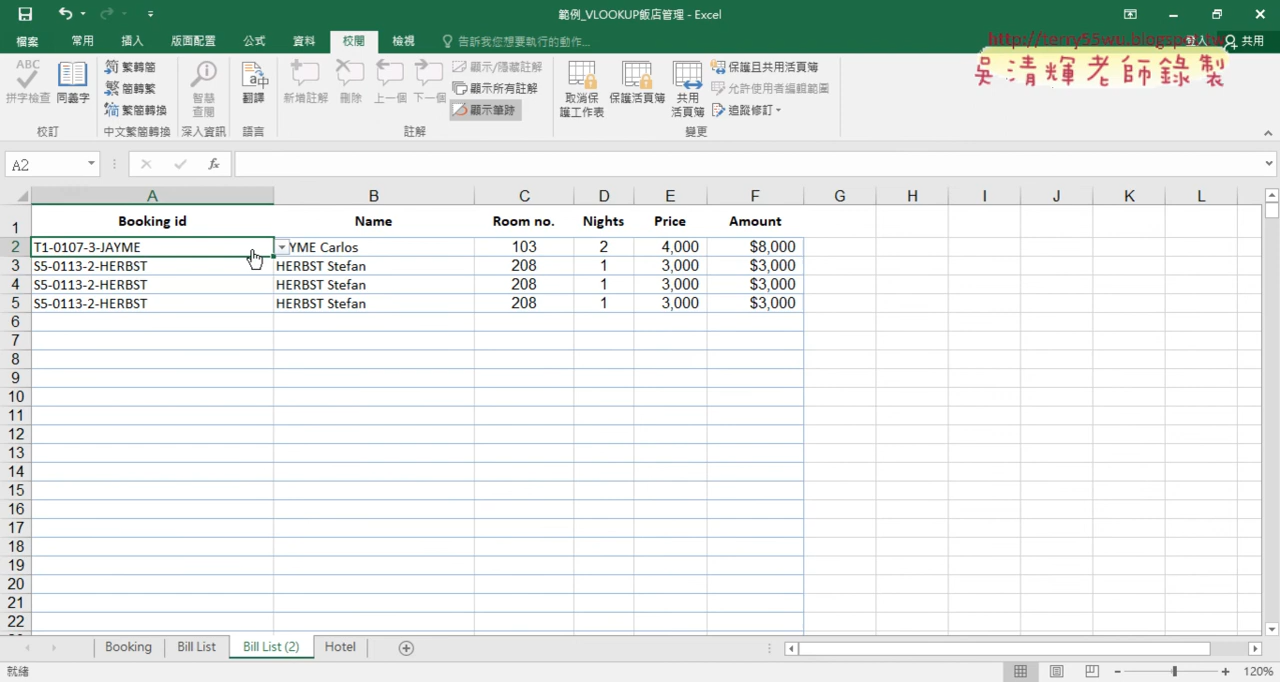 範例_VLOOKUP飯店管理 - Excel
檔案 常用 插入 版面配置 公式 資料 校閱 檢視 告訴我您想要執行的動作... 登入 共用
http://terry55wu.blogspot.tw
吳清輝老師錄製
ABC
拼字檢查 同義字
校訂
繁轉簡
簡轉繁
繁簡轉換
中文繁簡轉換
智慧查閱
深入資訊
翻譯
語言
新增註解 刪除 上一個 下一個
顯示/隱藏註解
顯示所有註解
顯示筆跡
註解
取消保護工作表 保護活頁簿 共用活頁簿
保護且共用活頁簿
允許使用者編輯範圍
追蹤修訂
變更
A2 fx
A B C D E F G H I J K L
1 Booking id Name Room no. Nights Price Amount
2 T1-0107-3-JAYME YME Carlos 103 2 4,000 $8,000
3 S5-0113-2-HERBST HERBST Stefan 208 1 3,000 $3,000
4 S5-0113-2-HERBST HERBST Stefan 208 1 3,000 $3,000
5 S5-0113-2-HERBST HERBST Stefan 208 1 3,000 $3,000
6
7
8
9
10
11
12
13
14
15
16
17
18
19
20
21
22
Booking Bill List Bill List (2) Hotel
就緒 120%